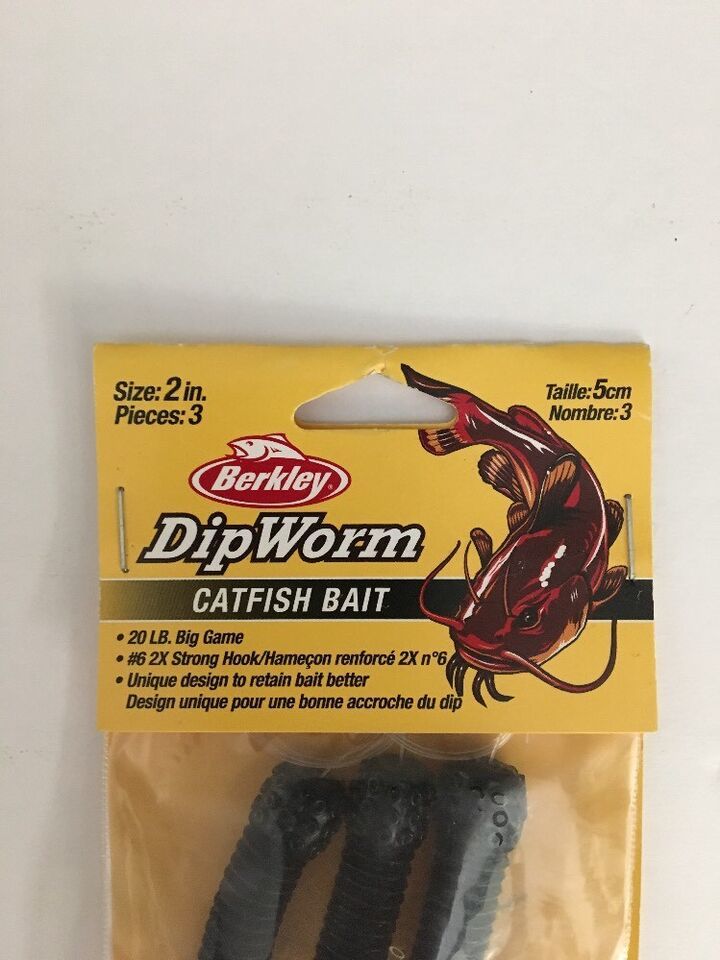 Size: 2 in.
Pieces: 3
Taille: 5cm
Nombre: 3
Berkley®
DipWorm
CATFISH BAIT
• 20 LB. Big Game
• #6 2X Strong Hook/Hameçon renforcé 2X n°6
• Unique design to retain bait better
Design unique pour une bonne accroche du dip